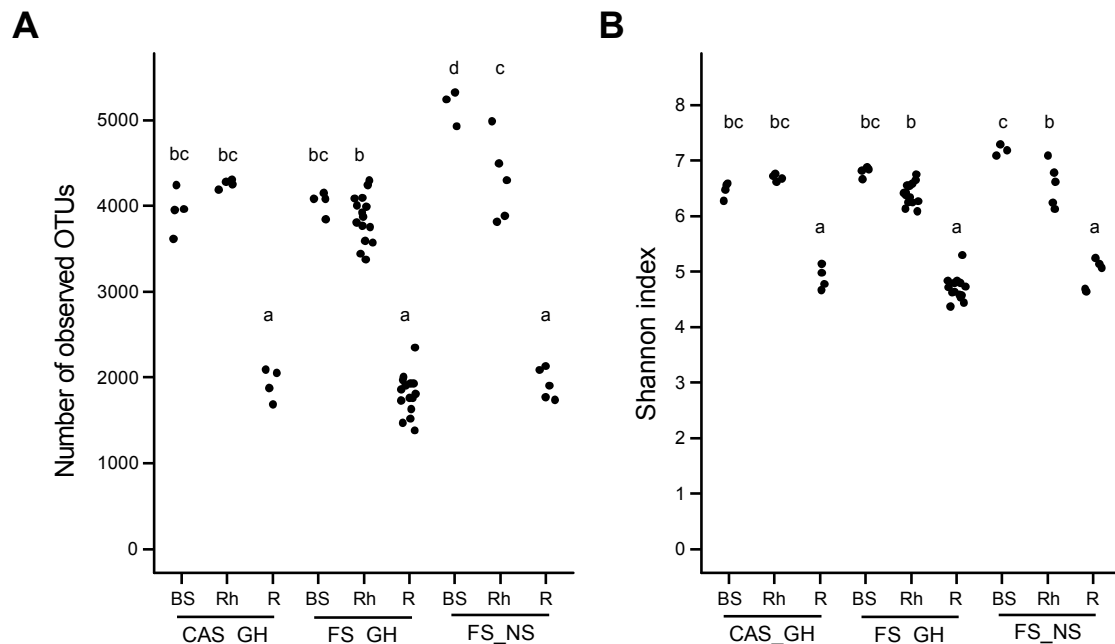 A
B
Number of observed OTUs
5000
4000
3000
2000
1000
0
bc
bc
a
bc
b
a
d
c
a
BS
Rh
R
BS
Rh
R
BS
Rh
R
CAS_GH
FS_GH
FS_NS
Shannon index
8
7
6
5
4
3
2
1
0
bc
bc
a
bc
b
a
c
b
a
BS
Rh
R
BS
Rh
R
BS
Rh
R
CAS_GH
FS_GH
FS_NS